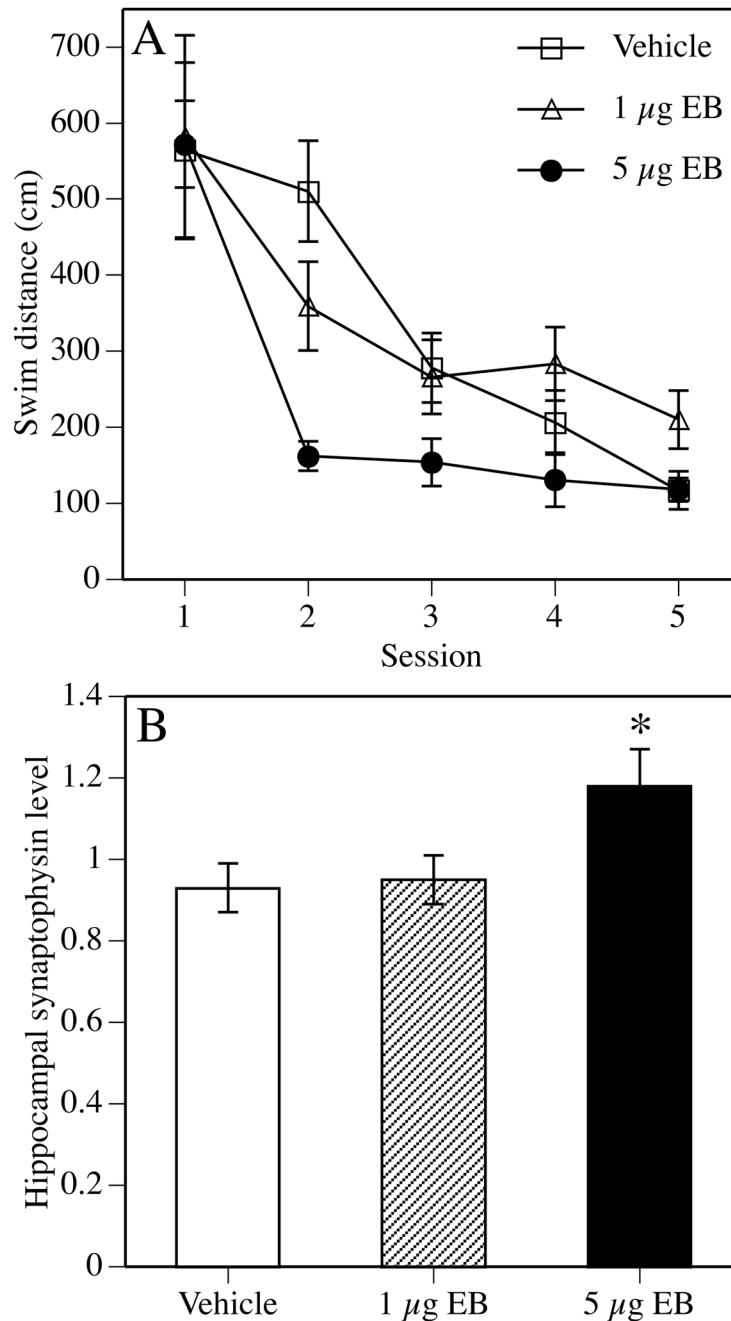 A
Vehicle
1 µg EB
5 µg EB
Swim distance (cm)
700
600
500
400
300
200
100
0
1 2 3 4 5
Session
B
*
Hippocampal synaptophysin level
1.4
1.2
1
0.8
0.6
0.4
0.2
0
Vehicle 1 µg EB 5 µg EB